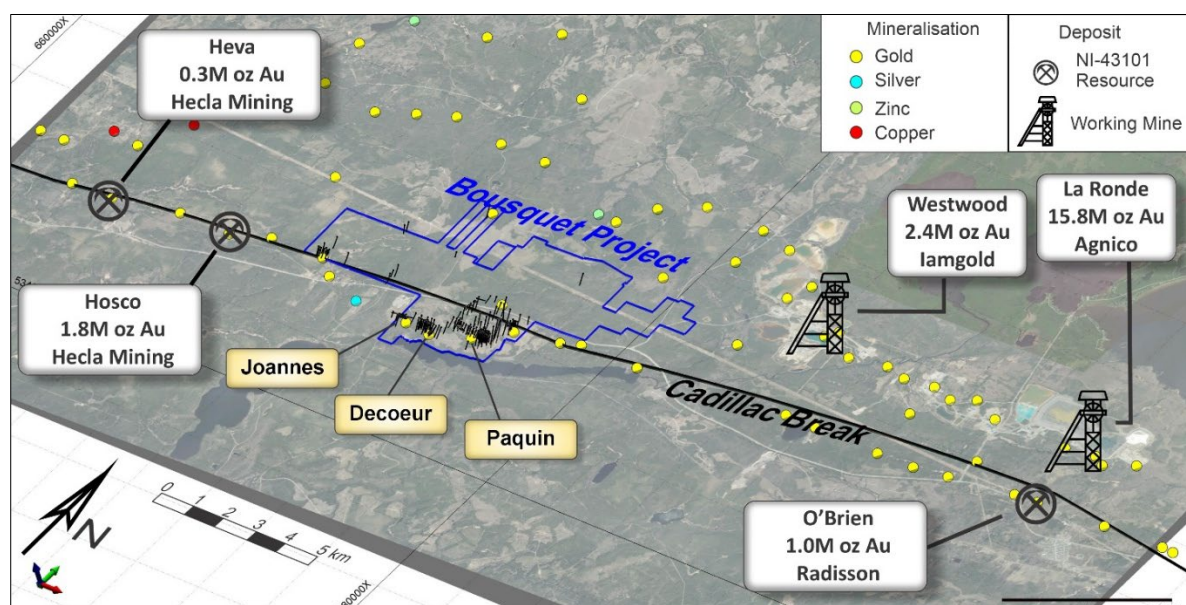 660000X
Heva
0.3M oz Au
Hecla Mining
Mineralisation
Gold
Silver
Zinc
Copper
Deposit
NI-43101
Resource
Working Mine
Bousquet Project
Westwood
2.4M oz Au
Iamgold
La Ronde
15.8M oz Au
Agnico
Hosco
1.8M oz Au
Hecla Mining
Joannes
Decoeur
Paquin
Cadillac Break
O'Brien
1.0M oz Au
Radisson
N
0 1 2 3 4 5 km